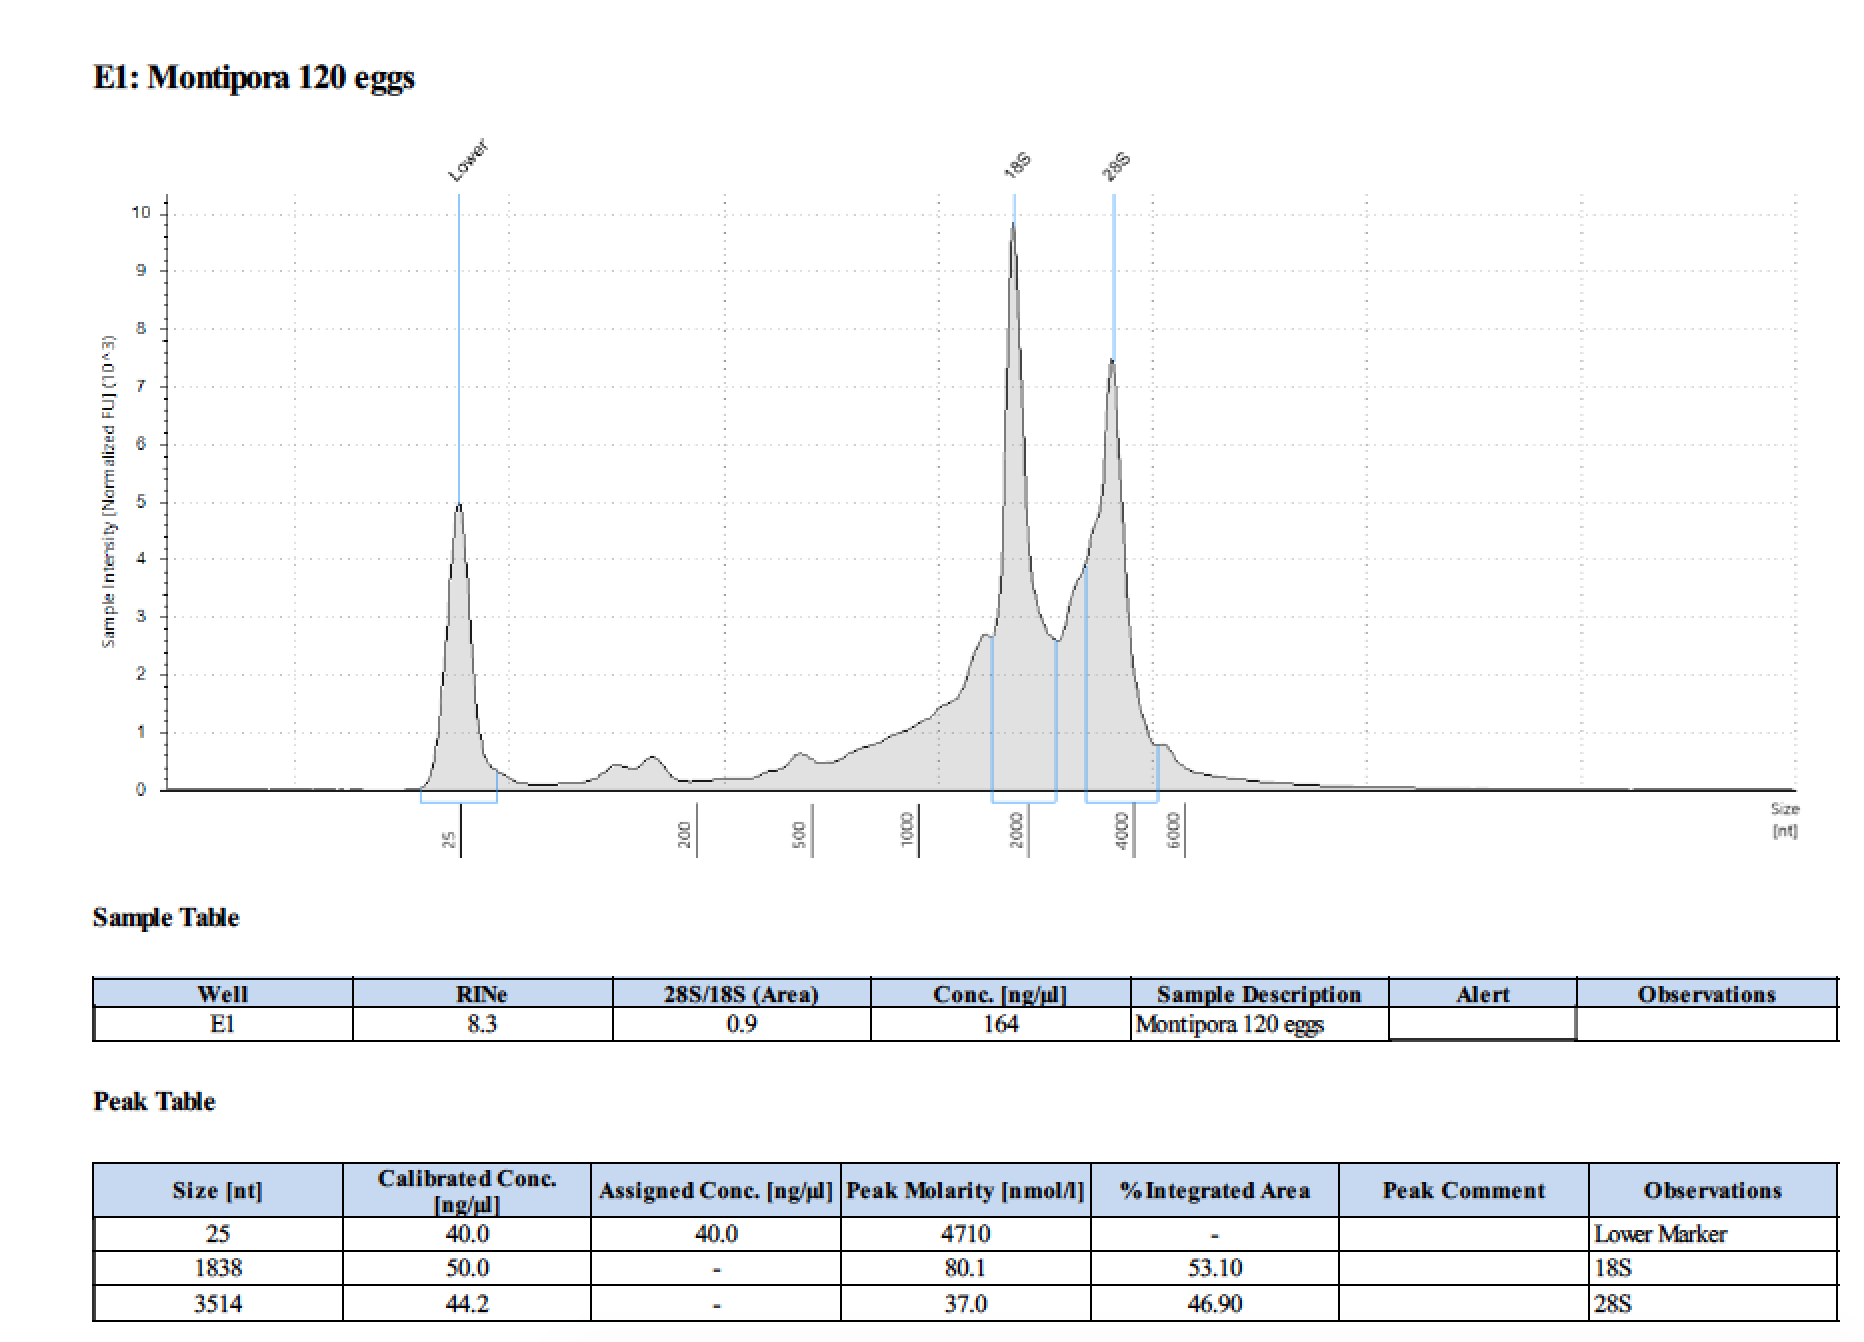 E1: Montipora 120 eggs
Lower
18S
28S
Sample Intensity [Normalized FU] (10^3)
10
9
8
7
6
5
4
3
2
1
0
25
200
500
1000
2000
4000
6000
Size
[nt]
Sample Table
Well RINe 28S/18S (Area) Conc. [ng/µl] Sample Description Alert Observations
E1 8.3 0.9 164 Montipora 120 eggs
Peak Table
Size [nt] Calibrated Conc. [ng/µl] Assigned Conc. [ng/µl] Peak Molarity [nmol/l] % Integrated Area Peak Comment Observations
25 40.0 40.0 4710 - Lower Marker
1838 50.0 - 80.1 53.10 18S
3514 44.2 - 37.0 46.90 28S